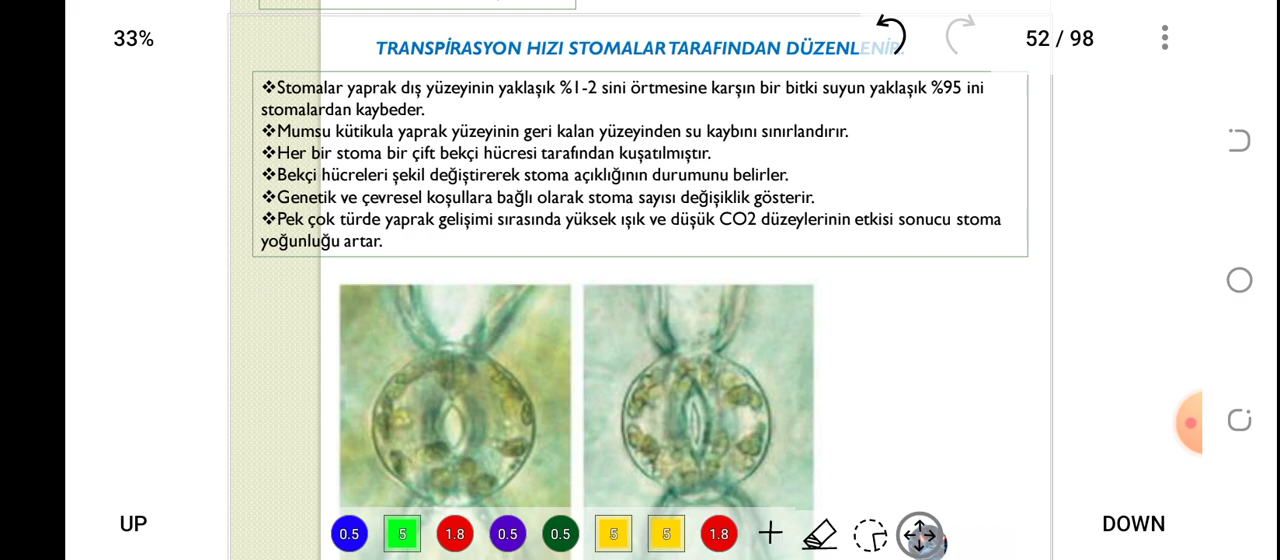 33%
52 / 98
TRANSPİRASYON HIZI STOMALAR TARAFINDAN DÜZENLENİR.
❖Stomalar yaprak dış yüzeyinin yaklaşık %1-2 sini örtmesine karşın bir bitki suyun yaklaşık %95 ini
stomalardan kaybeder.
❖Mumsu kütikula yaprak yüzeyinin geri kalan yüzeyinden su kaybını sınırlandırır.
❖Her bir stoma bir çift bekçi hücresi tarafından kuşatılmıştır.
❖Bekçi hücreleri şekil değiştirerek stoma açıklığının durumunu belirler.
❖Genetik ve çevresel koşullara bağlı olarak stoma sayısı değişiklik gösterir.
❖Pek çok türde yaprak gelişimi sırasında yüksek ışık ve düşük CO2 düzeylerinin etkisi sonucu stoma
yoğunluğu artar.
UP
DOWN
0.5 5 1.8 0.5 0.5 5 5 1.8